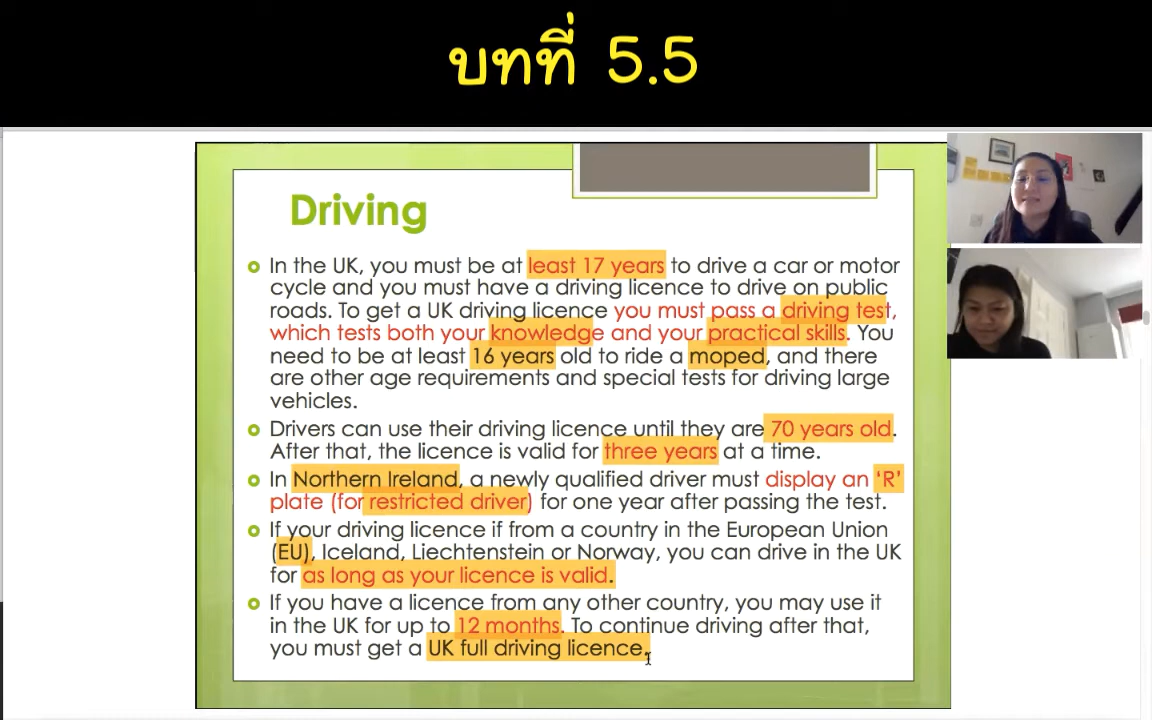 บทที่ 5.5
Driving
In the UK, you must be at least 17 years to drive a car or motor
cycle and you must have a driving licence to drive on public
roads. To get a UK driving licence you must pass a driving test,
which tests both your knowledge and your practical skills. You
need to be at least 16 years old to ride a moped, and there
are other age requirements and special tests for driving large
vehicles.
Drivers can use their driving licence until they are 70 years old.
After that, the licence is valid for three years at a time.
In Northern Ireland, a newly qualified driver must display an ‘R’
plate (for restricted driver) for one year after passing the test.
If your driving licence if from a country in the European Union
(EU), Iceland, Liechtenstein or Norway, you can drive in the UK
for as long as your licence is valid.
If you have a licence from any other country, you may use it
in the UK for up to 12 months. To continue driving after that,
you must get a UK full driving licence.